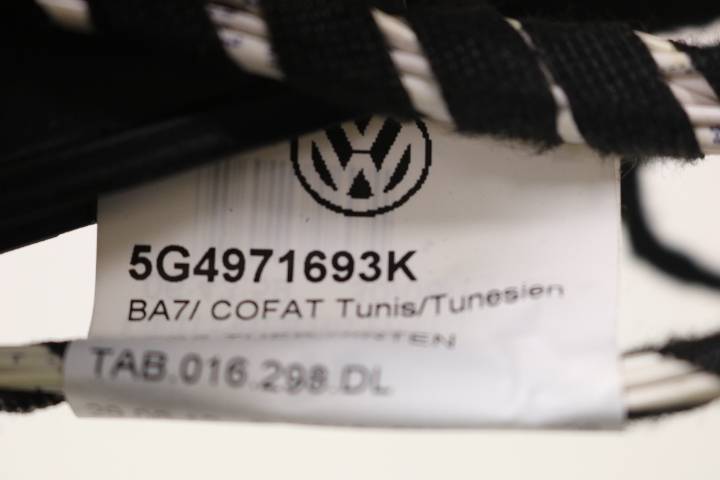 5G4971693K
BA7/ COFAT Tunis/Tunesien
TAB.016.298.DL